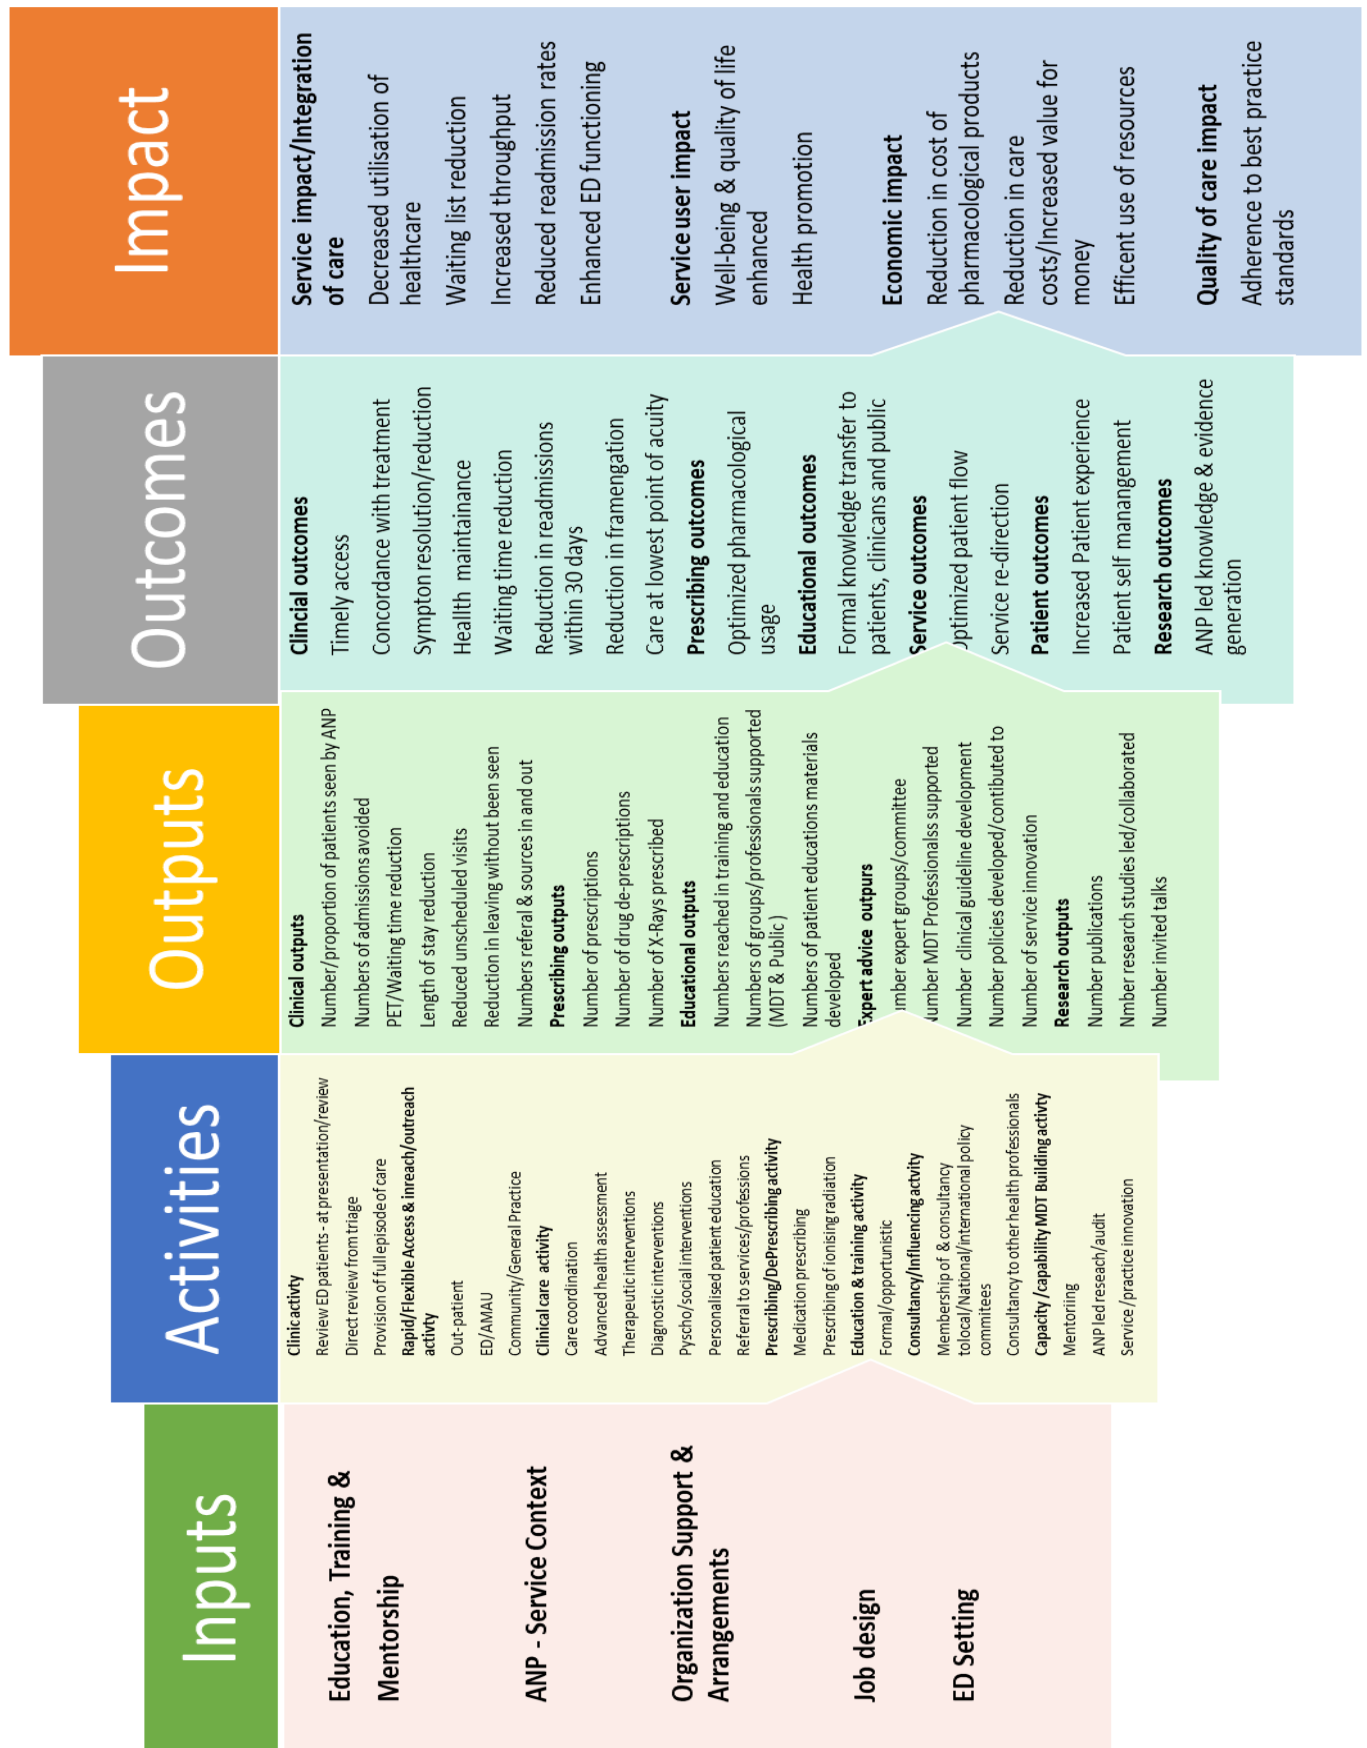 Inputs
Education, Training &
Mentorship
ANP - Service Context
Organization Support &
Arrangements
Job design
ED Setting
Activities
Clinic activty
Review ED patients - at presentation/review
Direct review from triage
Provision of full episode of care
Rapid/Flexible Access & inreach/outreach
activty
Out-patient
ED/AMAU
Community/General Practice
Clinical care activity
Care coordination
Advanced health assessment
Therapeutic interventions
Diagnostic interventions
Pyscho/social interventions
Personalised patient education
Referral to services/professions
Prescribing/DePrescribing activity
Medication prescribing
Prescribing of ionising radiation
Education & training activity
Formal/opportunistic
Consultancy/Influencing actvity
Membership of & consultancy
tolocal/National/international policy
commitees
Consultancy to other health professionals
Capacity /capability MDT Building activty
Mentoriing
ANP led reseach/audit
Service /practice innovation
Outputs
Clinical outputs
Number/proportion of patients seen by ANP
Numbers of admissions avoided
PET/Waiting time reduction
Length of stay reduction
Reduced unscheduled visits
Reduction in leaving without been seen
Numbers referral & sources in and out
Prescribing outputs
Number of prescriptions
Number of drug de-prescriptions
Number of X-Rays prescribed
Educational outputs
Numbers reached in training and education
Numbers of groups/professionals supported
(MDT & Public )
Numbers of patient educations materials
developed
Expert advice outpurs
umber expert groups/committee
Number MDT Professionalss supported
Number clinical guideline development
Number policies developed/contibuted to
Number of service innovation
Research outputs
Number publications
Nmber research studies led/collaborated
Number invited talks
Outcomes
Clincial outcomes
Timely access
Concordance with treatment
Sympton resolution/reduction
Health maintainance
Waiting time reduction
Reduction in readmissions
within 30 days
Reduction in framengation
Care at lowest point of acuity
Prescribing outcomes
Optimized pharmacological
usage
Educational outcomes
Formal knowledge transfer to
patients, clinicans and public
Service outcomes
Optimized patient flow
Service re-direction
Patient outcomes
Increased Patient experience
Patient self manangement
Research outcomes
ANP led knowledge & evidence
generation
Impact
Service impact/Integration
of care
Decreased utilisation of
healthcare
Waiting list reduction
Increased throughput
Reduced readmission rates
Enhanced ED functioning
Service user impact
Well-being & quality of life
enhanced
Health promotion
Economic impact
Reduction in cost of
pharmacological products
Reduction in care
costs/Increased value for
money
Efficent use of resources
Quality of care impact
Adherence to best practice
standards